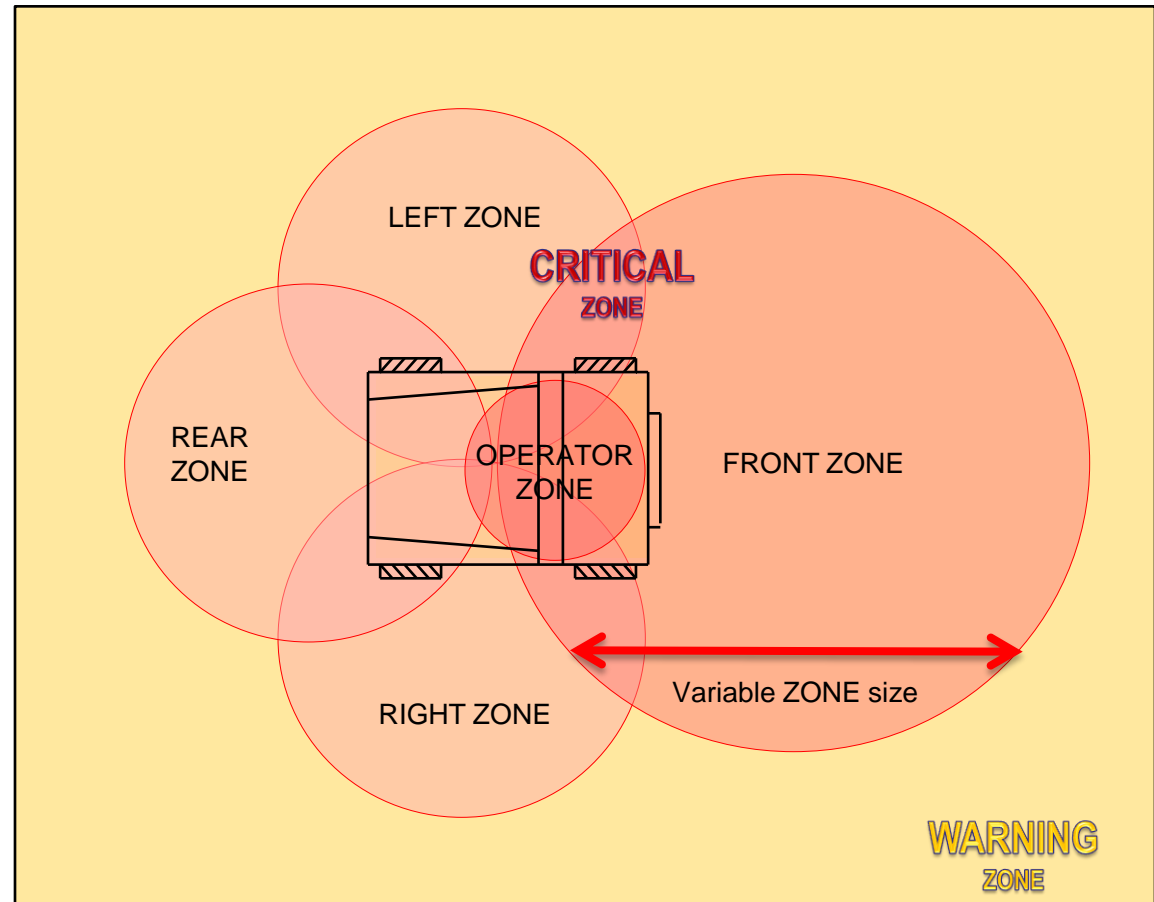 LEFT ZONE
CRITICAL
ZONE
REAR
ZONE
OPERATOR
ZONE
FRONT ZONE
Variable ZONE size
RIGHT ZONE
WARNING
ZONE